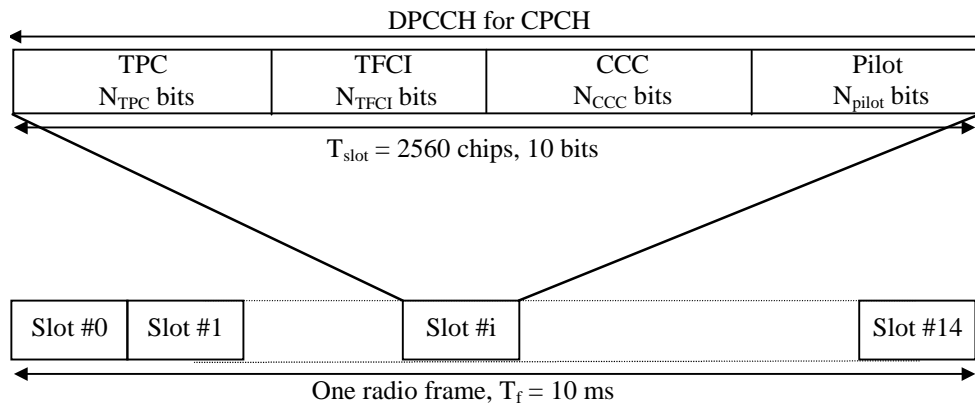 DPCCH for CPCH
TPC TFCI CCC Pilot
N_TPC bits N_TFCI bits N_CCC bits N_pilot bits
T_slot = 2560 chips, 10 bits
Slot #0 Slot #1 Slot #i Slot #14
One radio frame, T_f = 10 ms